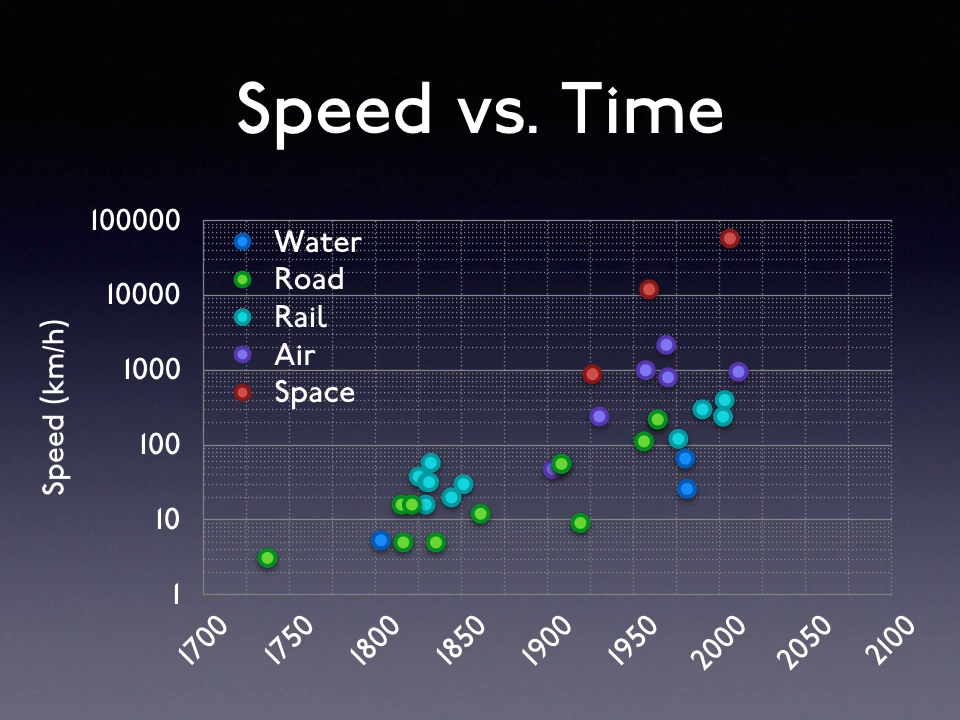 Speed vs. Time
Speed (km/h)
100000
10000
1000
100
10
1
Water
Road
Rail
Air
Space
1700
1750
1800
1850
1900
1950
2000
2050
2100